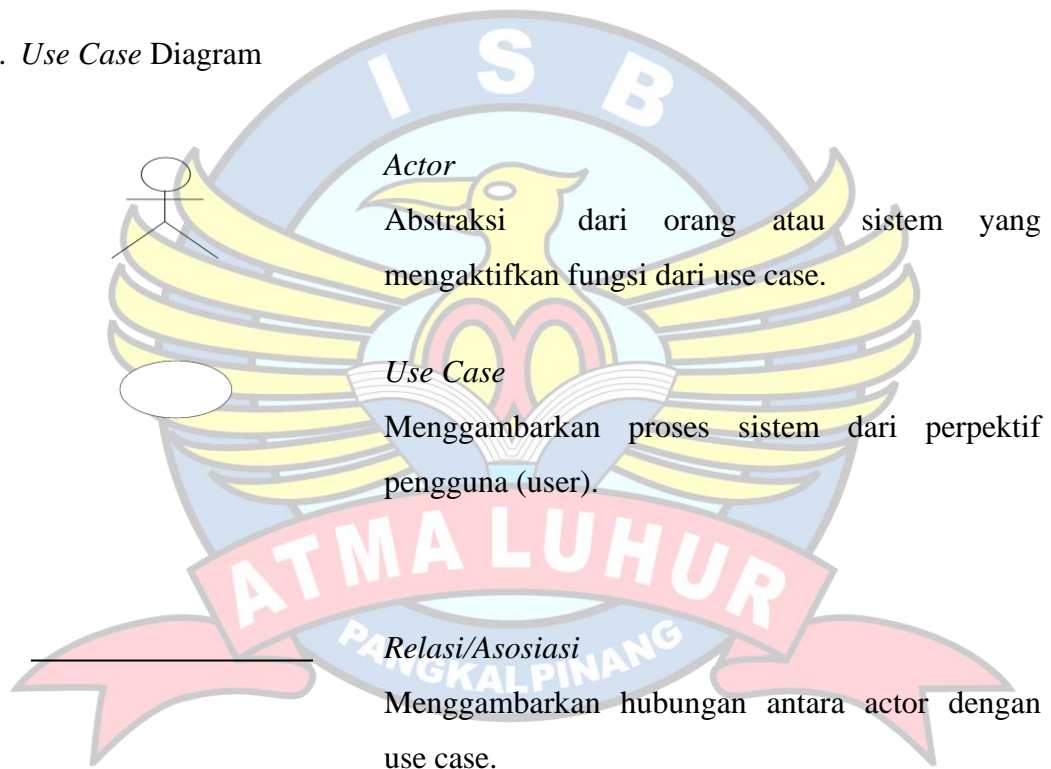 . Use Case Diagram
Actor
Abstraksi dari orang atau sistem yang
mengaktifkan fungsi dari use case.
Use Case
Menggambarkan proses sistem dari perpektif
pengguna (user).
Relasi/Asosiasi
Menggambarkan hubungan antara actor dengan
use case.
ISB
ATMA LUHUR
PANGKALPINANG